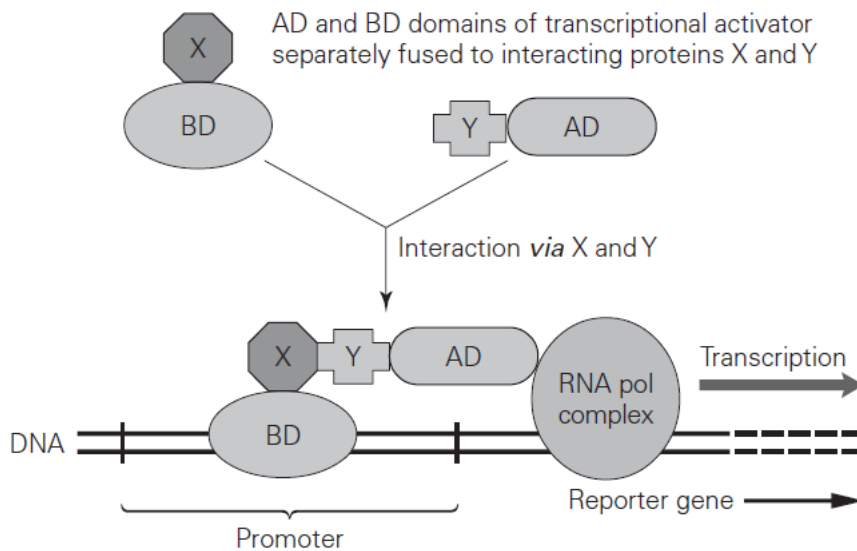 AD and BD domains of transcriptional activator
separately fused to interacting proteins X and Y
X
BD
Y
AD
Interaction via X and Y
X
Y
AD
RNA pol
complex
Transcription
DNA
BD
Reporter gene
Promoter